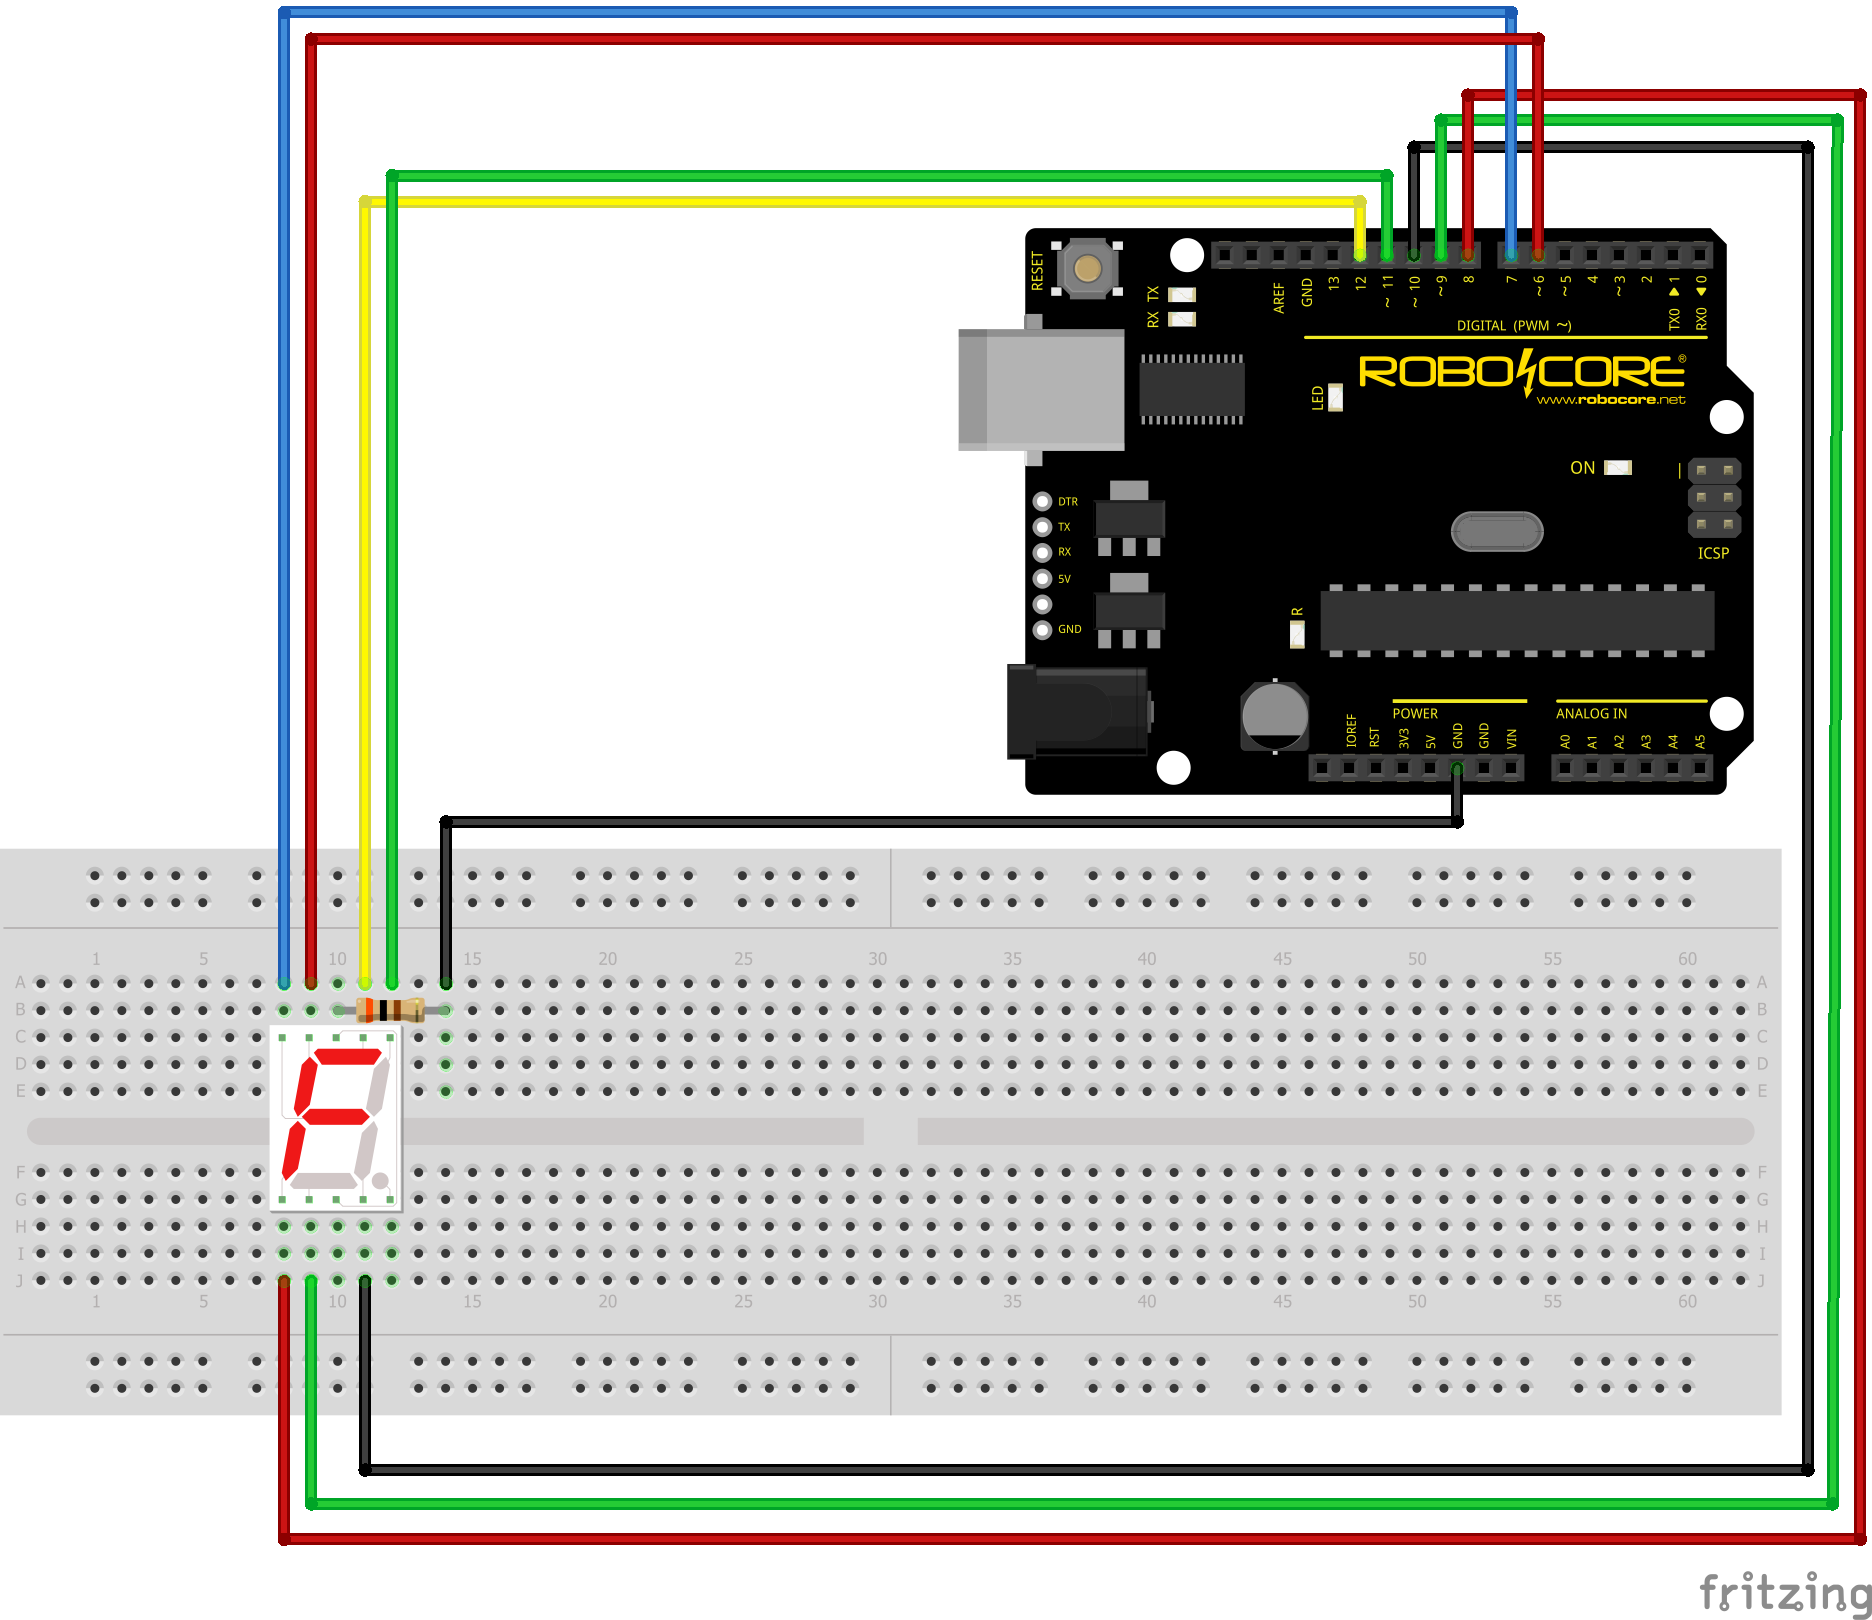 RESET
RX TX
AREF
GND
13
12
~ 11
~ 10
~ 9
8
7
~ 6
~ 5
4
~ 3
2
TX0 ▶ 1
RX0 ◀ 0
DIGITAL (PWM ~)
ROBOCORE®
www.robocore.net
LED
ON
ICSP
DTR
TX
RX
5V
GND
R
POWER
ANALOG IN
IOREF
RST
3V3
5V
GND
GND
VIN
A0
A1
A2
A3
A4
A5
1 5 10 15 20 25 30 35 40 45 50 55 60
A A
B B
C C
D D
E E
F F
G G
H H
I I
J J
1 5 10 15 20 25 30 35 40 45 50 55 60
fritzing